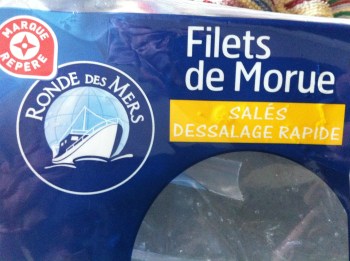 MARQUE
REPÈRE
RONDE DES MERS
Filets
de Morue
SALÉS
DESSALAGE RAPIDE